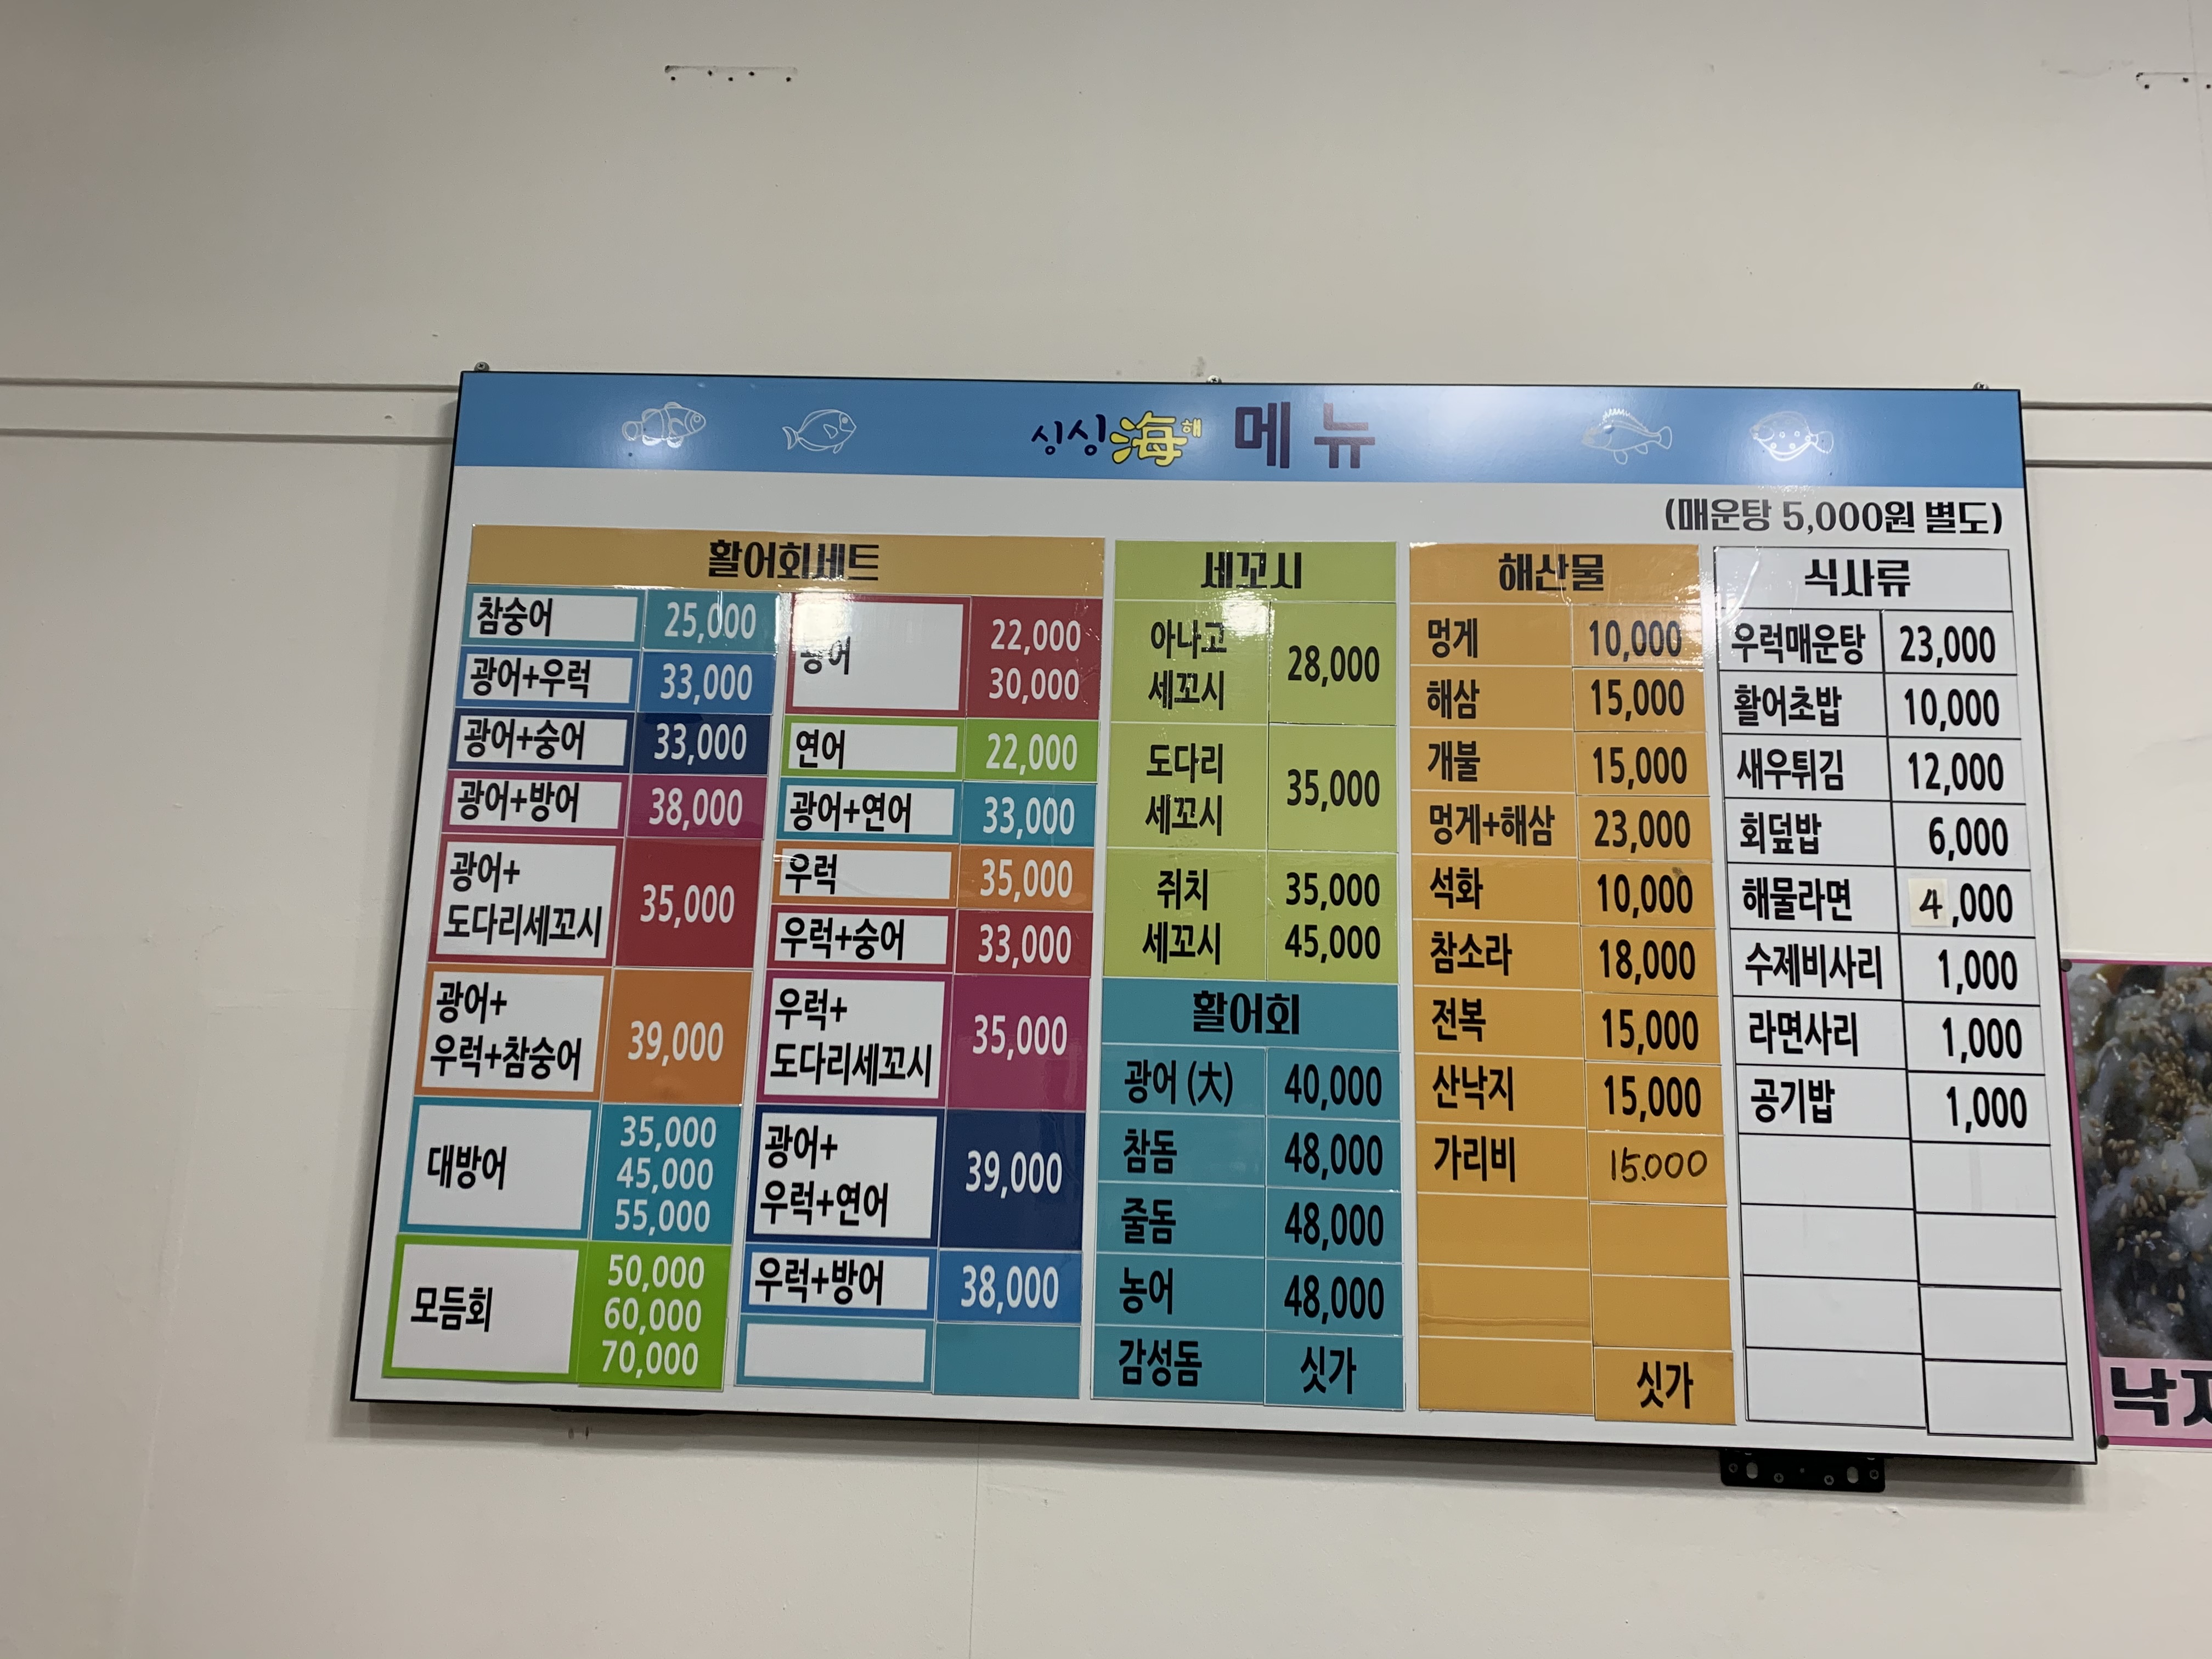 싱싱海해 메뉴
(매운탕 5,000원 별도)
활어회세트
참숭어 25,000
광어+우럭 33,000
광어+숭어 33,000
광어+방어 38,000
광어+
도다리세꼬시 35,000
광어+
우럭+참숭어 39,000
대방어 35,000
45,000
55,000
모듬회 50,000
60,000
70,000
광어 22,000
30,000
연어 22,000
광어+연어 33,000
우럭 35,000
우럭+숭어 33,000
우럭+
도다리세꼬시 35,000
광어+
우럭+연어 39,000
우럭+방어 38,000
세꼬시
아나고
세꼬시 28,000
도다리
세꼬시 35,000
쥐치 35,000
세꼬시 45,000
활어회
광어 (大) 40,000
참돔 48,000
줄돔 48,000
농어 48,000
감성돔 싯가
해산물
멍게 10,000
해삼 15,000
개불 15,000
멍게+해삼 23,000
석화 10,000
참소라 18,000
전복 15,000
산낙지 15,000
가리비 15.000
싯가
식사류
우럭매운탕 23,000
활어초밥 10,000
새우튀김 12,000
회덮밥 6,000
해물라면 4,000
수제비사리 1,000
라면사리 1,000
공기밥 1,000